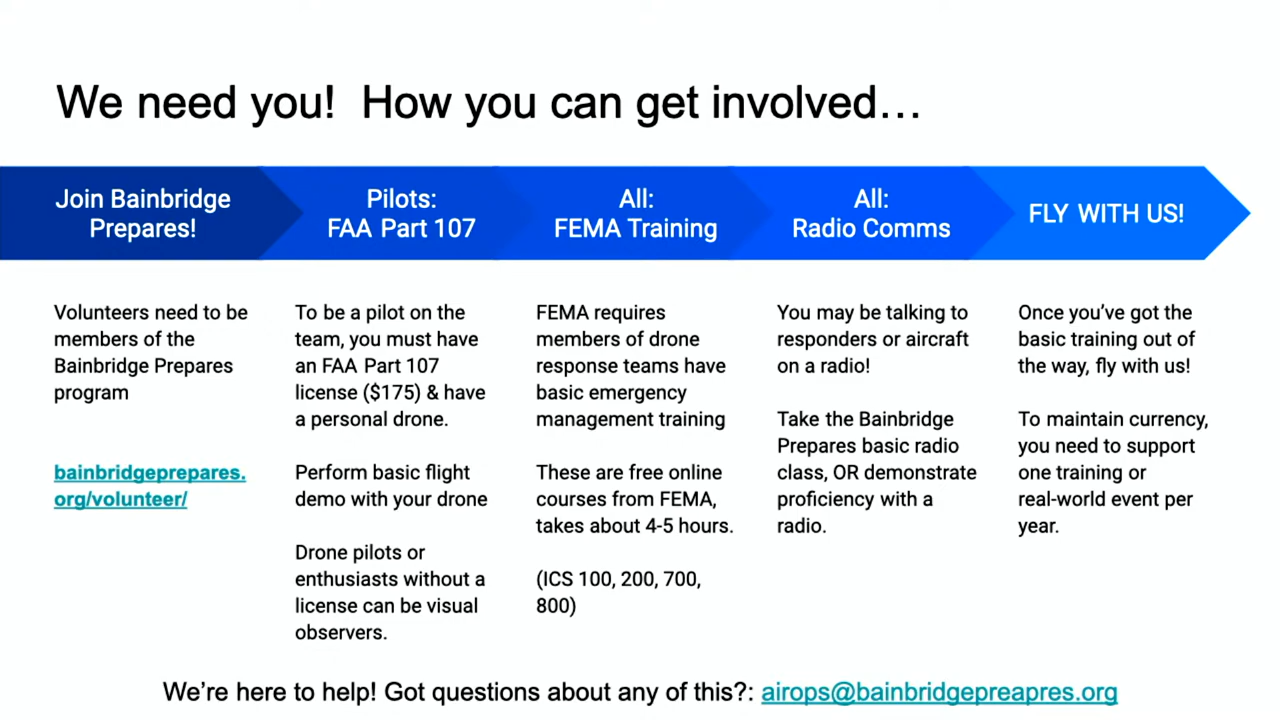 We need you!  How you can get involved…
Join Bainbridge
Prepares!
Pilots:
FAA Part 107
All:
FEMA Training
All:
Radio Comms
FLY WITH US!
Volunteers need to be
members of the
Bainbridge Prepares
program
bainbridgeprepares.
org/volunteer/
To be a pilot on the
team, you must have
an FAA Part 107
license ($175) & have
a personal drone.
Perform basic flight
demo with your drone
Drone pilots or
enthusiasts without a
license can be visual
observers.
FEMA requires
members of drone
response teams have
basic emergency
management training
These are free online
courses from FEMA,
takes about 4-5 hours.
(ICS 100, 200, 700,
800)
You may be talking to
responders or aircraft
on a radio!
Take the Bainbridge
Prepares basic radio
class, OR demonstrate
proficiency with a
radio.
Once you’ve got the
basic training out of
the way, fly with us!
To maintain currency,
you need to support
one training or
real-world event per
year.
We’re here to help! Got questions about any of this?: airops@bainbridgepreapres.org